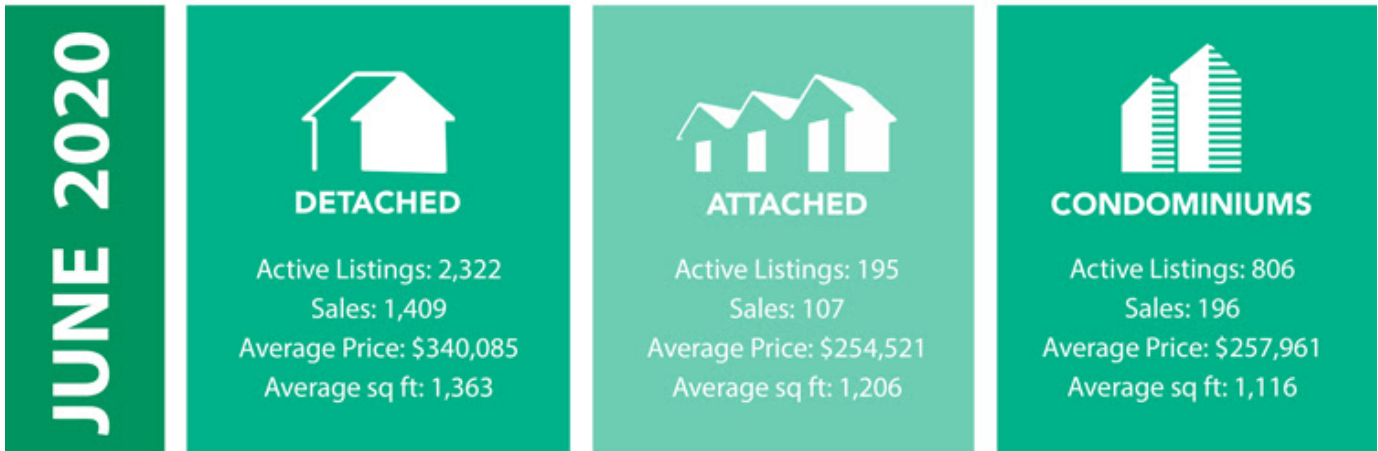 JUNE 2020
DETACHED
Active Listings: 2,322
Sales: 1,409
Average Price: $340,085
Average sq ft: 1,363
ATTACHED
Active Listings: 195
Sales: 107
Average Price: $254,521
Average sq ft: 1,206
CONDOMINIUMS
Active Listings: 806
Sales: 196
Average Price: $257,961
Average sq ft: 1,116